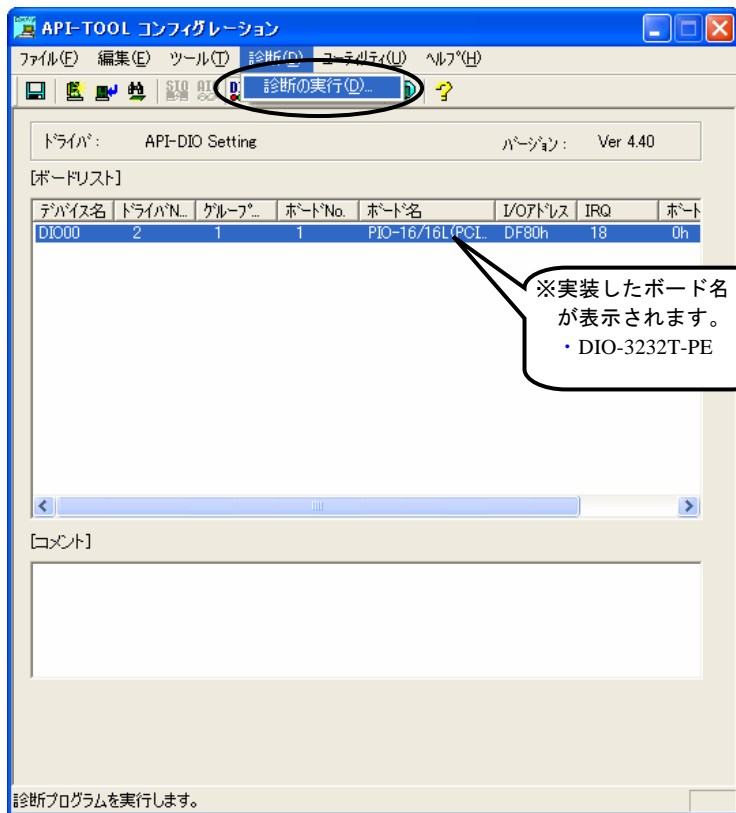 API-TOOL コンフィグレーション
ファイル(F) 編集(E) ツール(T) 診断(D) ユーティリティ(U) ヘルプ(H)
診断の実行(D)...
ドライバ: API-DIO Setting バージョン: Ver 4.40
[ボードリスト]
デバイス名 ドライバN... グループ... ボードNo. ボード名 I/Oアドレス IRQ ボート
DIO00 2 1 1 PIO-16/16L(PCI.. DF80h 18 0h
※実装したボード名
が表示されます。
・DIO-3232T-PE
[コメント]
診断プログラムを実行します。